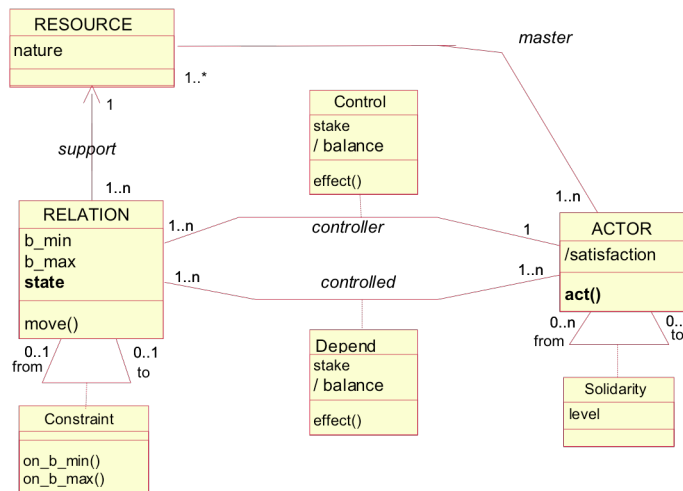 RESOURCE
nature
master
1..*
1
support
Control
stake
/ balance
effect()
1..n
RELATION
b_min
b_max
state
move()
1..n
controller
1
1..n
ACTOR
/satisfaction
act()
1..n
controlled
1..n
0..1
from
0..1
to
Depend
stake
/ balance
effect()
0..n
from
to
Constraint
on_b_min()
on_b_max()
Solidarity
level